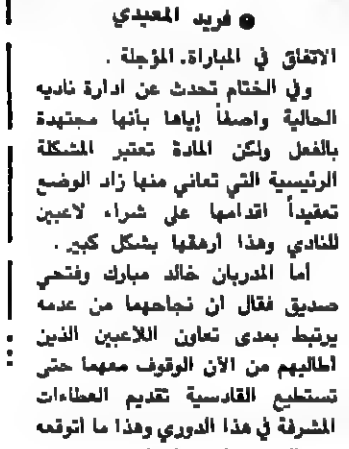 ● فريد المعيدي
الاتفاق في المباراة. المؤجلة .
وفي الختام تحدث عن ادارة ناديه
الحالية واصفاً إياها بأنها مجتهدة
بالفعل ولكن المادة تعتبر المشكلة
الرئيسية التي تعاني منها زاد الوضع
تعقيداً اقدامها على شراء لاعبين
للنادي وهذا أرهقها بشكل كبير .
أما المدربان خالد مبارك وفتحي
صديق فقال ان نجاحهما من عدمه
يرتبط بمدى تعاون اللاعبين الذين
أطالبهم من الآن الوقوف معهما حتى
تستطيع القادسية تقديم العطاءات
المشرفة في هذا الدوري وهذا ما أتوقعه